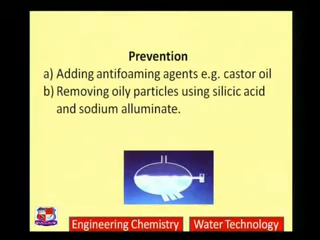 Prevention
a) Adding antifoaming agents e.g. castor oil
b) Removing oily particles using silicic acid
and sodium alluminate.
Engineering Chemistry
Water Technology